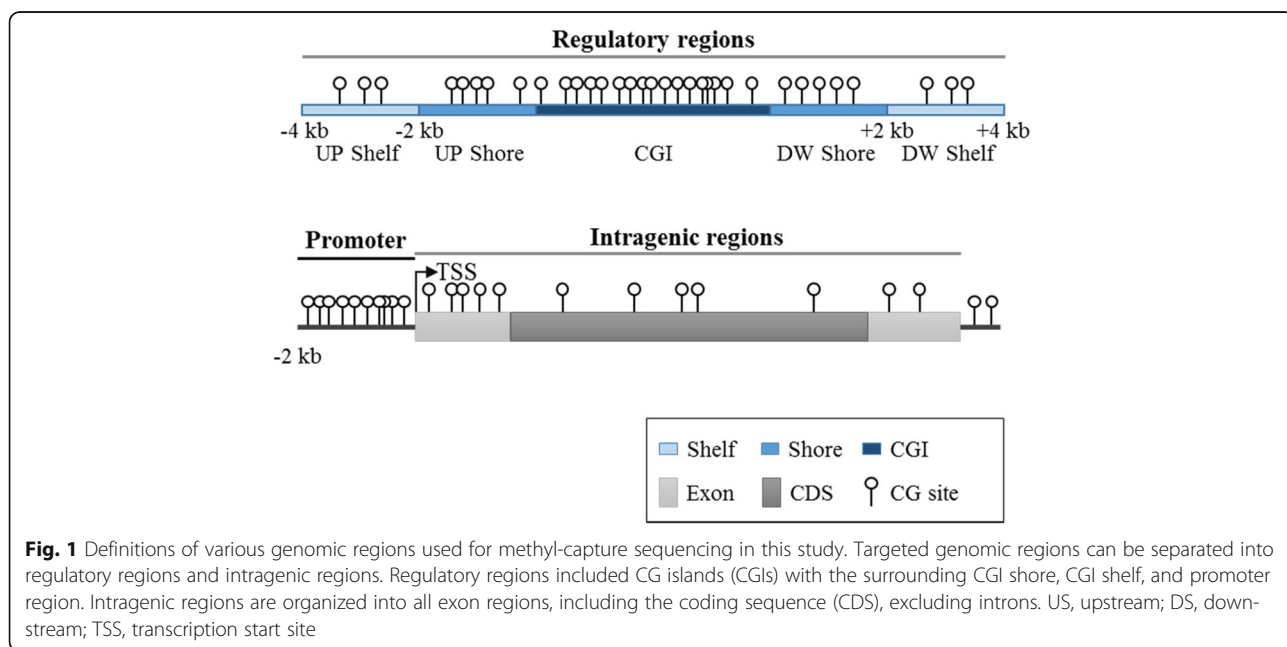 Regulatory regions
-4 kb -2 kb +2 kb +4 kb
UP Shelf UP Shore CGI DW Shore DW Shelf
Promoter Intragenic regions
TSS
-2 kb
Shelf Shore CGI
Exon CDS CG site
Fig. 1 Definitions of various genomic regions used for methyl-capture sequencing in this study. Targeted genomic regions can be separated into
regulatory regions and intragenic regions. Regulatory regions included CG islands (CGIs) with the surrounding CGI shore, CGI shelf, and promoter
region. Intragenic regions are organized into all exon regions, including the coding sequence (CDS), excluding introns. US, upstream; DS, down-
stream; TSS, transcription start site